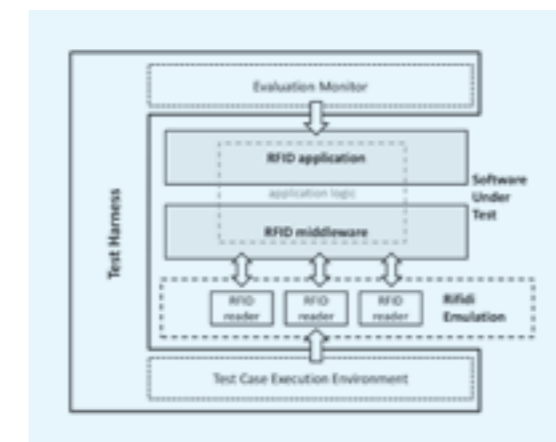 Evaluation Monitor
RFID application
application logic
RFID middleware
Software
Under
Test
Test Harness
RFID
reader
RFID
reader
RFID
reader
Rifidi
Emulation
Test Case Execution Environment